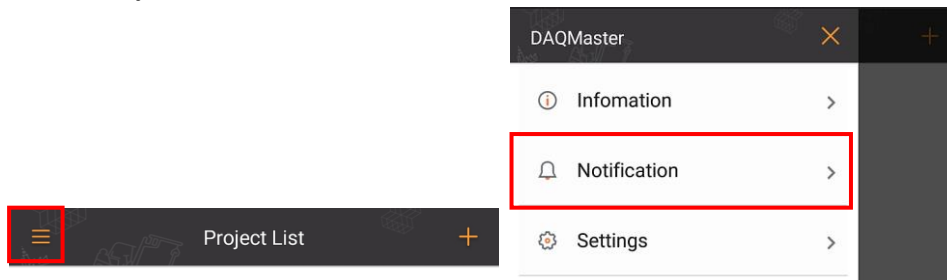 Project List
DAQMaster
Infomation
Notification
Settings